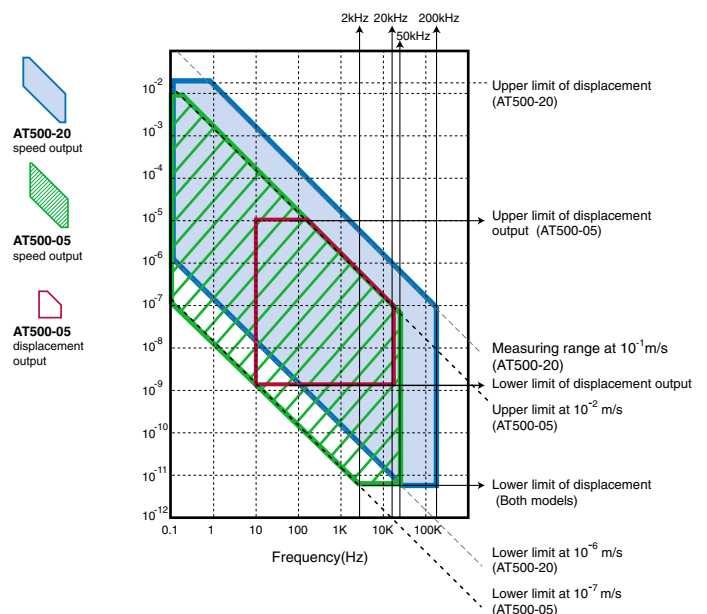 2kHz 20kHz 200kHz
50kHz
AT500-20
speed output
AT500-05
speed output
AT500-05
displacement
output
10-2
10-3
10-4
10-5
10-6
10-7
10-8
10-9
10-10
10-11
10-12
0.1 1 10 100 1K 10K 100K
Frequency(Hz)
Upper limit of displacement
(AT500-20)
Upper limit of displacement
output (AT500-05)
Measuring range at 10-1m/s
(AT500-20)
Lower limit of displacement output
Upper limit at 10-2 m/s
(AT500-05)
Lower limit of displacement
(Both models)
Lower limit at 10-6 m/s
(AT500-20)
Lower limit at 10-7 m/s
(AT500-05)